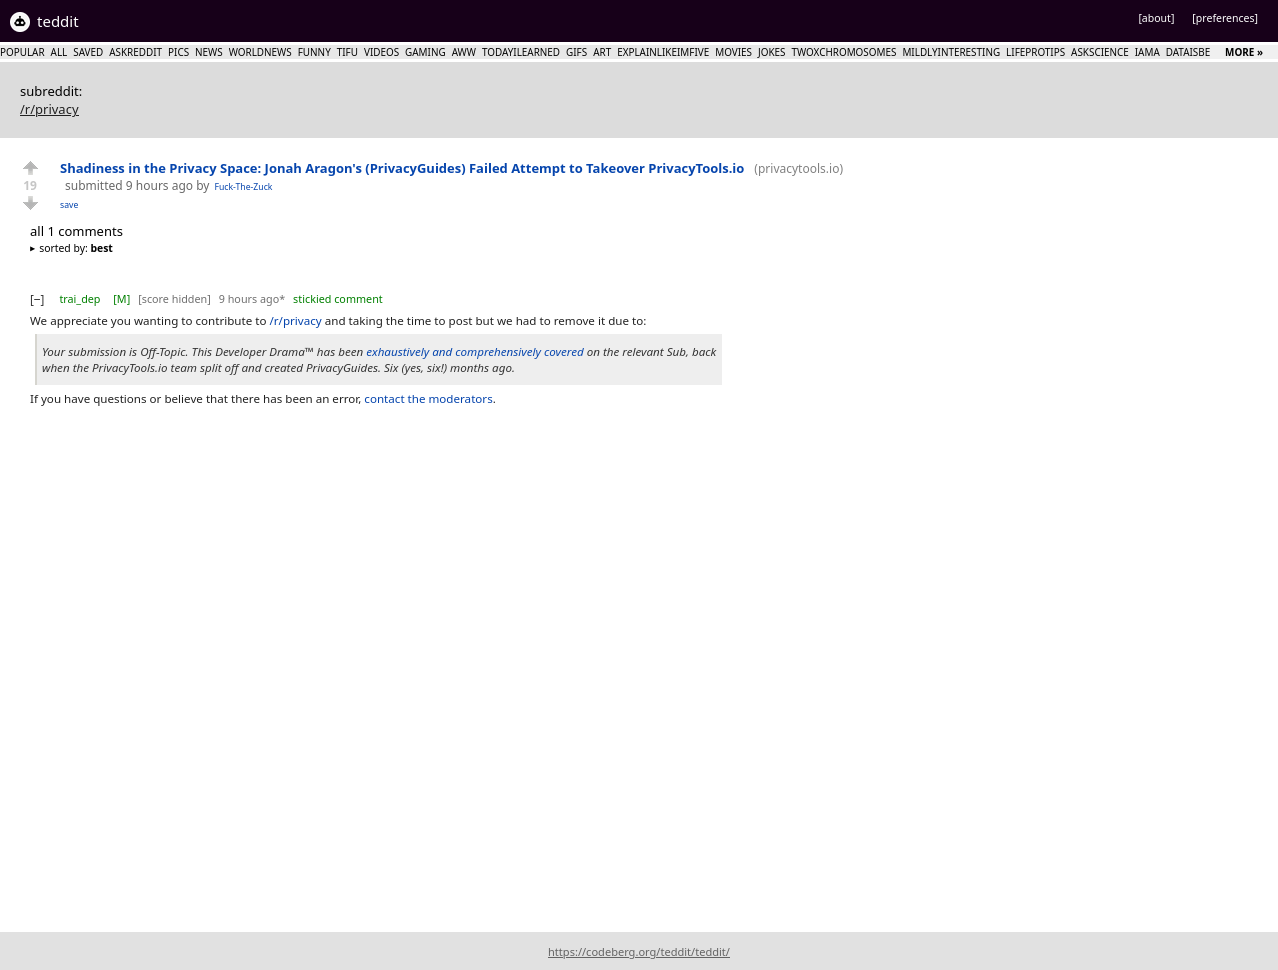 teddit
[about] [preferences]
POPULAR ALL SAVED ASKREDDIT PICS NEWS WORLDNEWS FUNNY TIFU VIDEOS GAMING AWW TODAYILEARNED GIFS ART EXPLAINLIKEIMFIVE MOVIES JOKES TWOXCHROMOSOMES MILDLYINTERESTING LIFEPROTIPS ASKSCIENCE IAMA DATAISBE MORE »
subreddit:
/r/privacy
Shadiness in the Privacy Space: Jonah Aragon's (PrivacyGuides) Failed Attempt to Takeover PrivacyTools.io (privacytools.io)
19 submitted 9 hours ago by Fuck-The-Zuck
save
all 1 comments
▸ sorted by: best
[–] trai_dep [M] [score hidden] 9 hours ago* stickied comment
We appreciate you wanting to contribute to /r/privacy and taking the time to post but we had to remove it due to:
Your submission is Off-Topic. This Developer Drama™ has been exhaustively and comprehensively covered on the relevant Sub, back
when the PrivacyTools.io team split off and created PrivacyGuides. Six (yes, six!) months ago.
If you have questions or believe that there has been an error, contact the moderators.
https://codeberg.org/teddit/teddit/